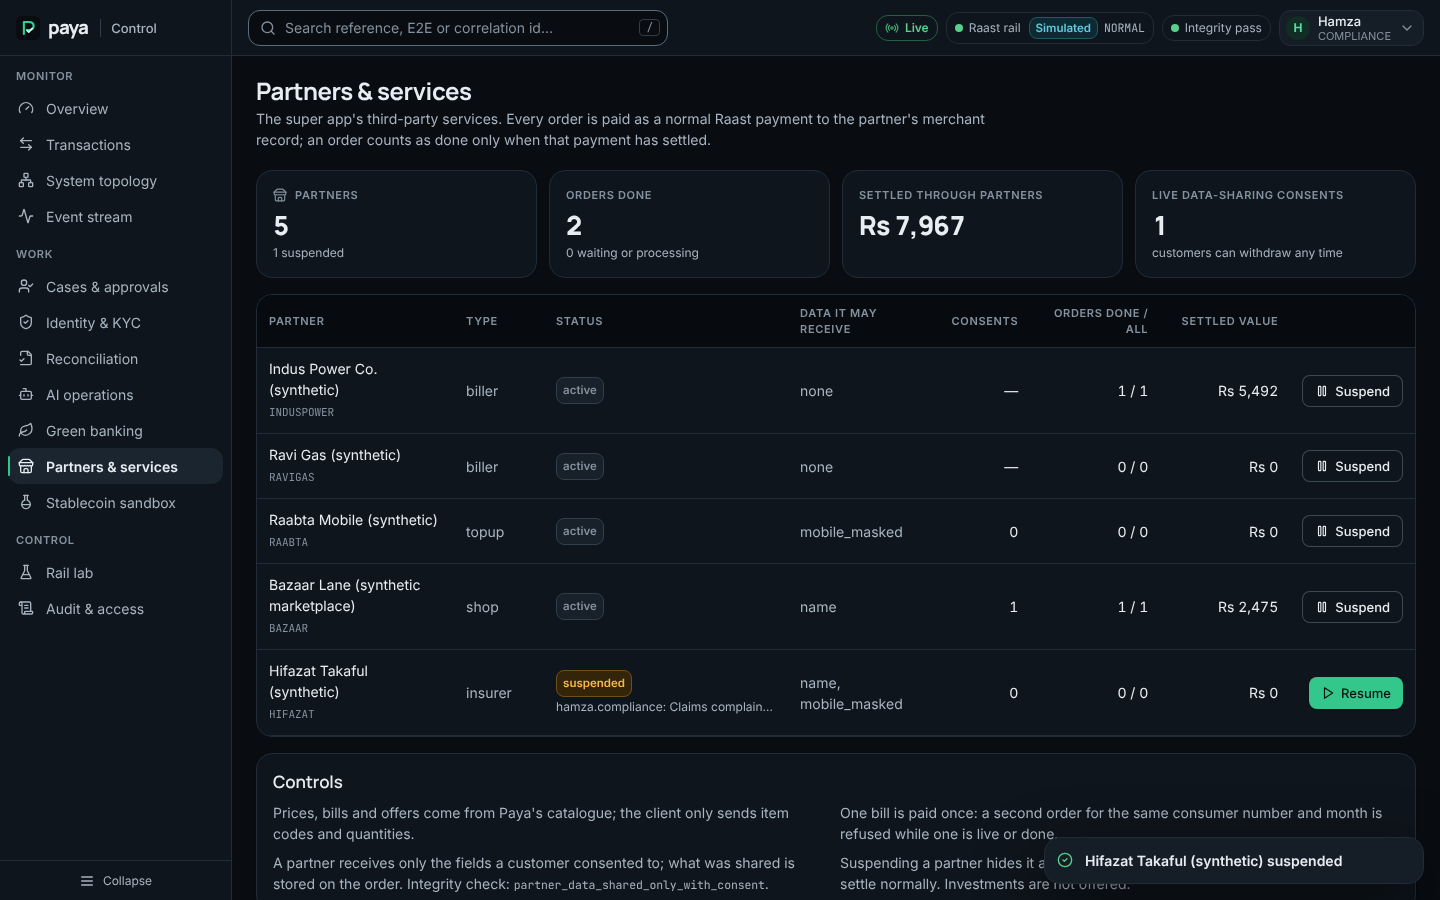 paya
Control
Search reference, E2E or correlation id...
/
Live
Raast rail
Simulated
NORMAL
Integrity pass
H
Hamza
COMPLIANCE
MONITOR
Overview
Transactions
System topology
Event stream
WORK
Cases & approvals
Identity & KYC
Reconciliation
AI operations
Green banking
Partners & services
Stablecoin sandbox
CONTROL
Rail lab
Audit & access
Collapse
Partners & services
The super app's third-party services. Every order is paid as a normal Raast payment to the partner's merchant
record; an order counts as done only when that payment has settled.
PARTNERS
5
1 suspended
ORDERS DONE
2
0 waiting or processing
SETTLED THROUGH PARTNERS
Rs 7,967
LIVE DATA-SHARING CONSENTS
1
customers can withdraw any time
PARTNER
TYPE
STATUS
DATA IT MAY
RECEIVE
CONSENTS
ORDERS DONE /
ALL
SETTLED VALUE
Indus Power Co.
(synthetic)
INDUSPOWER
biller
active
none
—
1 / 1
Rs 5,492
Suspend
Ravi Gas (synthetic)
RAVIGAS
biller
active
none
—
0 / 0
Rs 0
Suspend
Raabta Mobile (synthetic)
RAABTA
topup
active
mobile_masked
0
0 / 0
Rs 0
Suspend
Bazaar Lane (synthetic
marketplace)
BAZAAR
shop
active
name
1
1 / 1
Rs 2,475
Suspend
Hifazat Takaful
(synthetic)
HIFAZAT
insurer
suspended
hamza.compliance: Claims complain...
name,
mobile_masked
0
0 / 0
Rs 0
Resume
Controls
Prices, bills and offers come from Paya's catalogue; the client only sends item
codes and quantities.
A partner receives only the fields a customer consented to; what was shared is
stored on the order. Integrity check: partner_data_shared_only_with_consent.
One bill is paid once: a second order for the same consumer number and month is
refused while one is live or done.
Suspending a partner hides it
settle normally. Investments are not offered.
Hifazat Takaful (synthetic) suspended